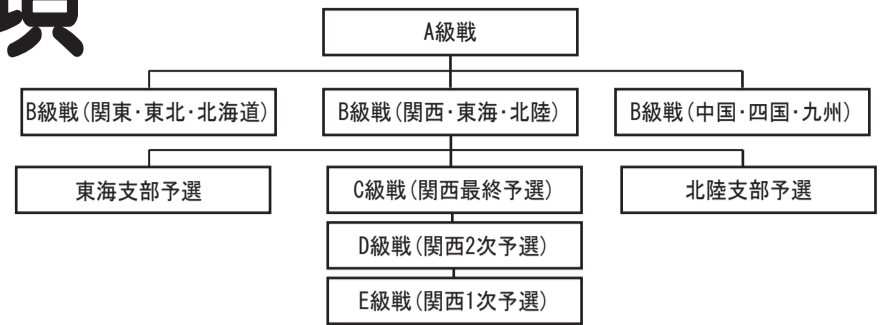 A級戦
B級戦(関東・東北・北海道)
B級戦(関西・東海・北陸)
B級戦(中国・四国・九州)
東海支部予選
C級戦(関西最終予選)
北陸支部予選
D級戦(関西2次予選)
E級戦(関西1次予選)